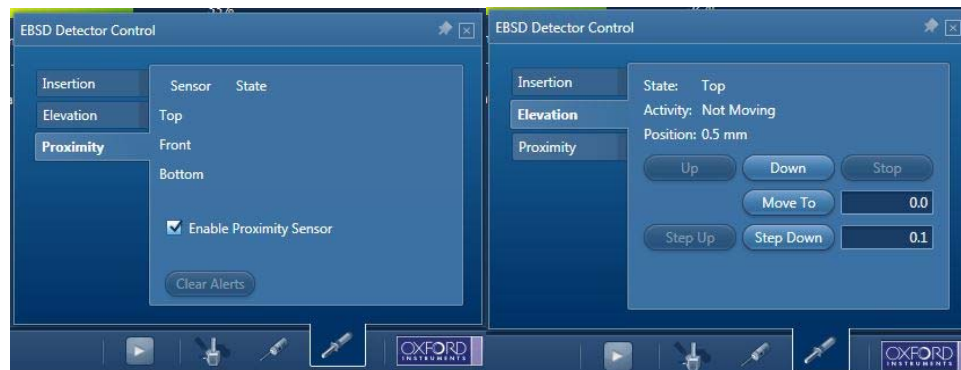 EBSD Detector Control
Insertion
Elevation
Proximity
Sensor State
Top
Front
Bottom
Enable Proximity Sensor
Clear Alerts
OXFORD
INSTRUMENTS
EBSD Detector Control
Insertion
Elevation
Proximity
State: Top
Activity: Not Moving
Position: 0.5 mm
Up Down Stop
Move To 0.0
Step Up Step Down 0.1
OXFORD
INSTRUMENTS